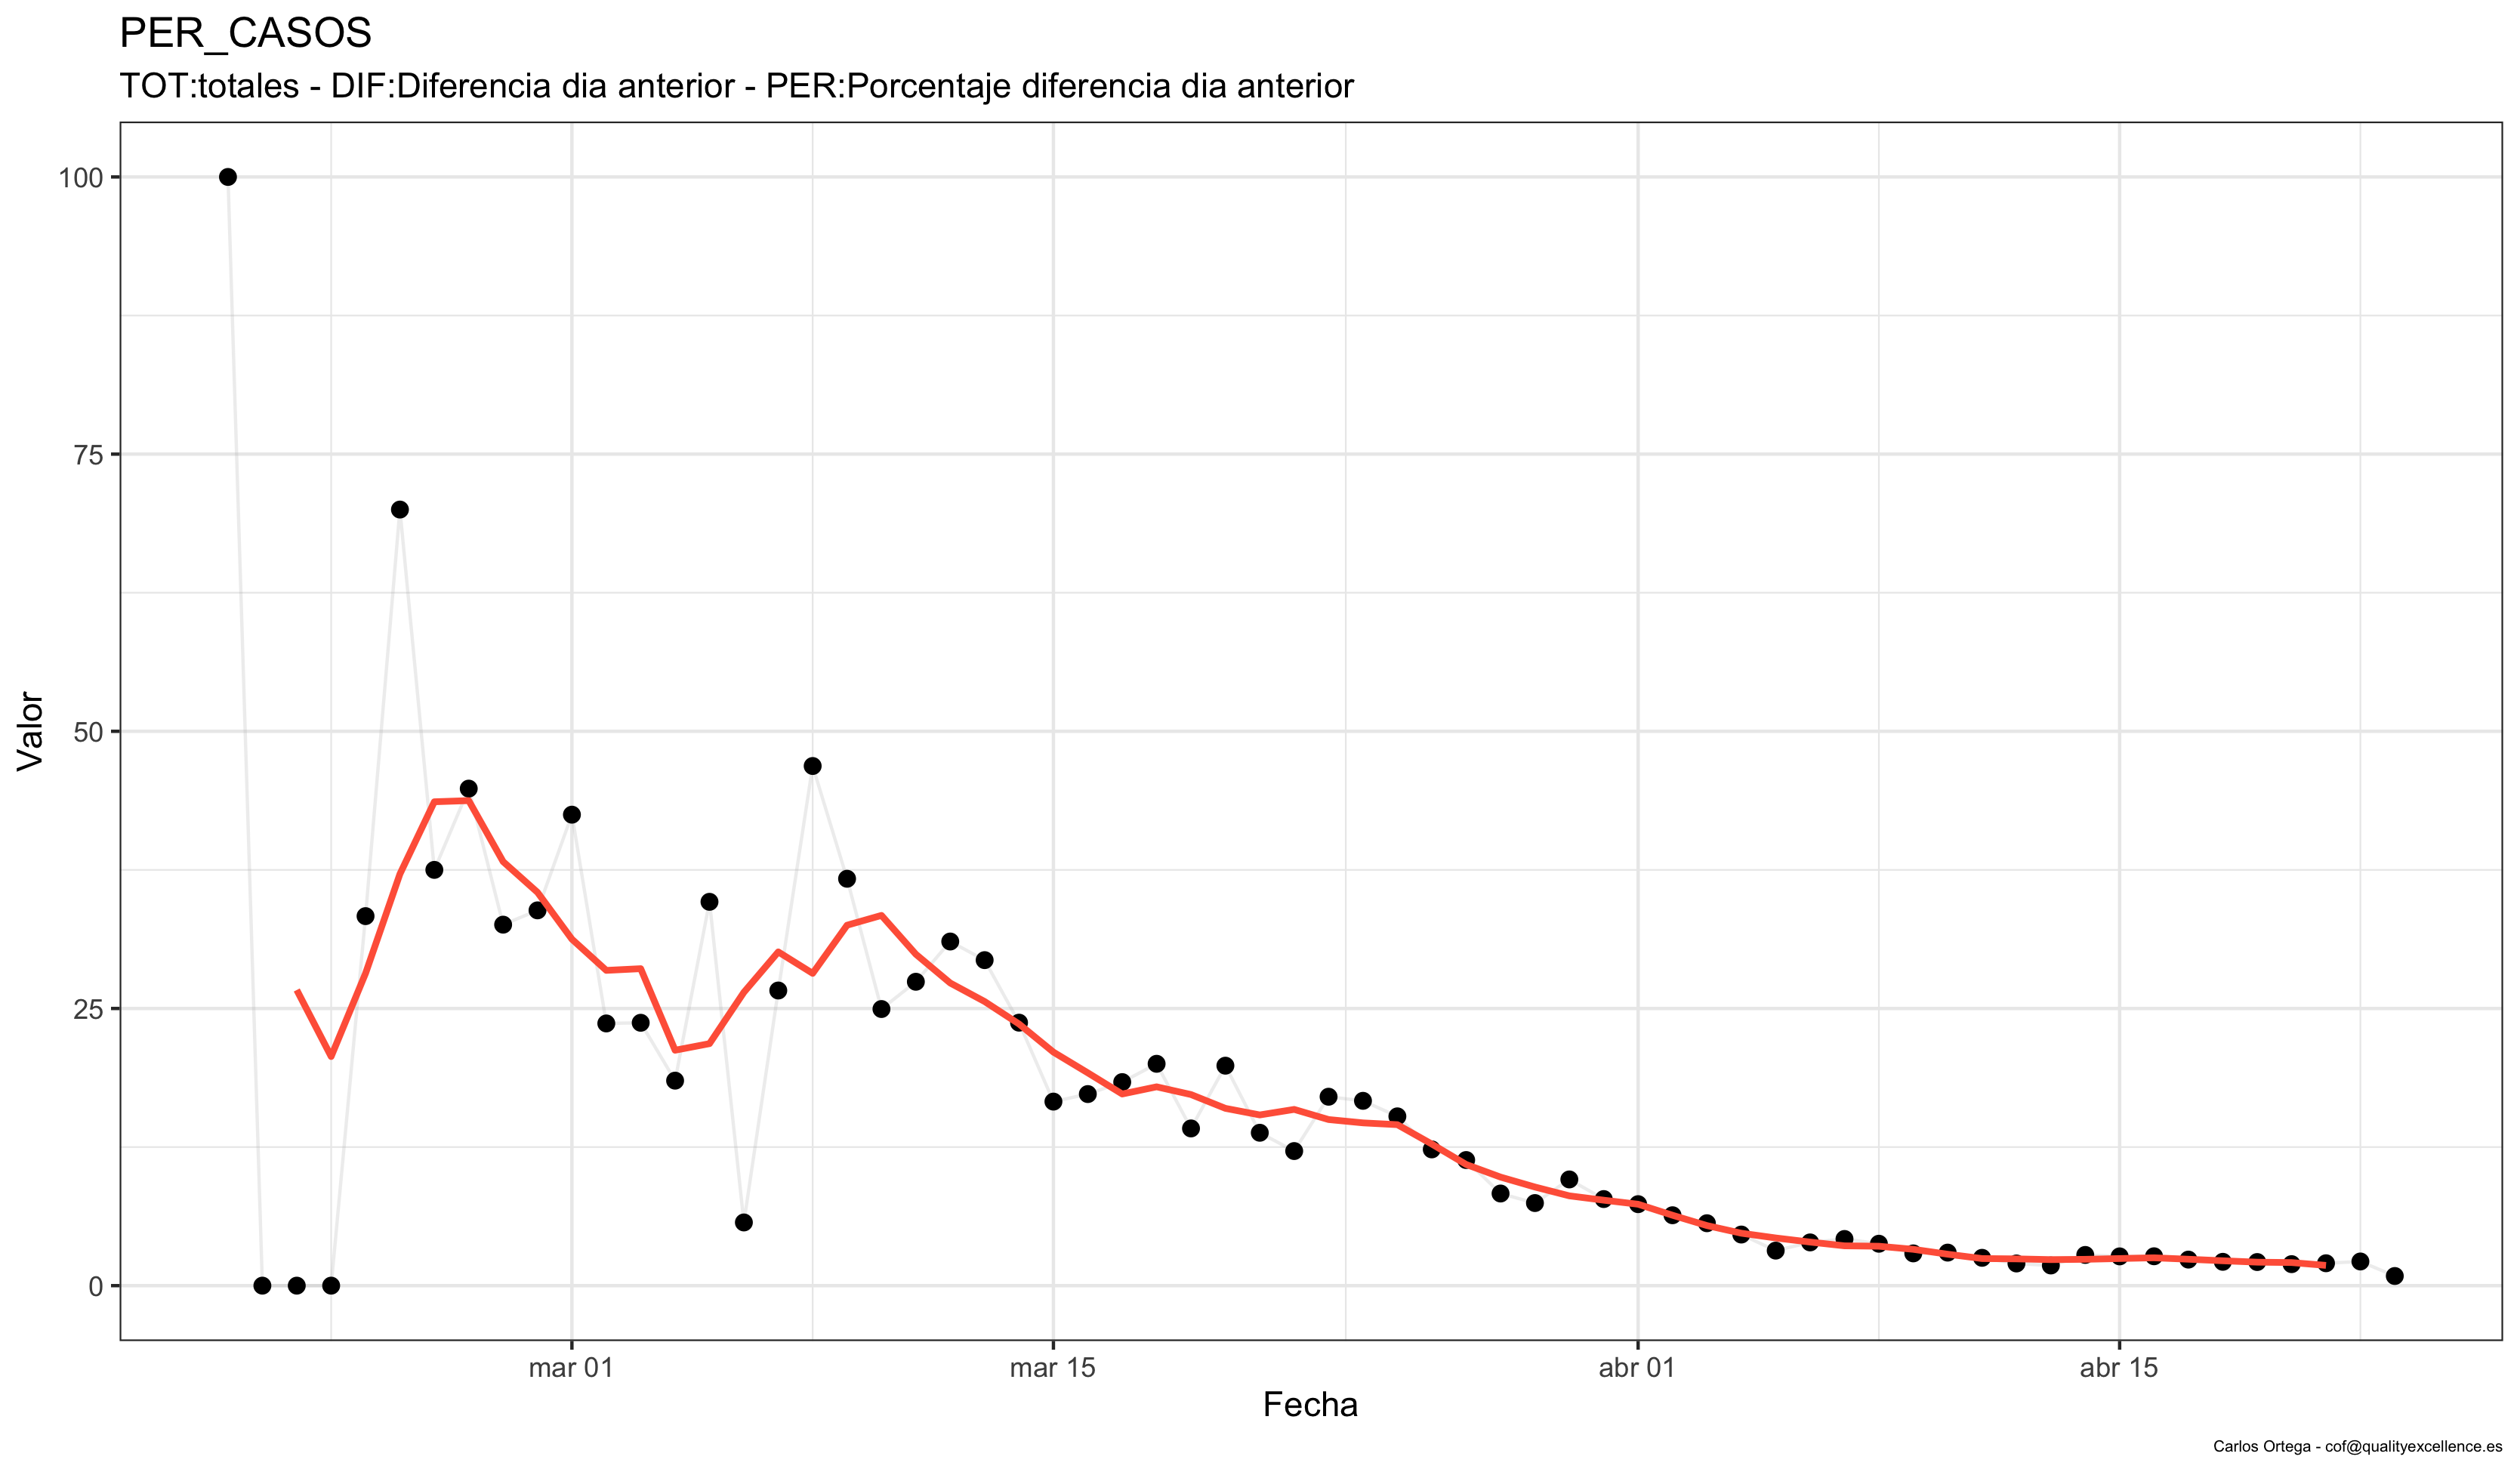 PER_CASOS
TOT:totales - DIF:Diferencia dia anterior - PER:Porcentaje diferencia dia anterior
100
75
50
25
0
Valor
mar 01
mar 15
abr 01
abr 15
Fecha
Carlos Ortega - cof@qualityexcellence.es